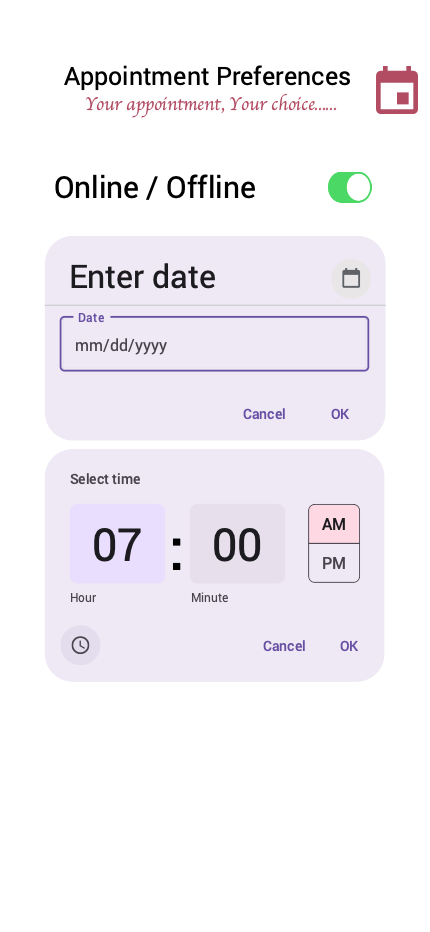 Appointment Preferences
Your appointment, Your choice......
Online / Offline
Enter date
Date
mm/dd/yyyy
Cancel OK
Select time
07 : 00
AM
PM
Hour Minute
Cancel OK